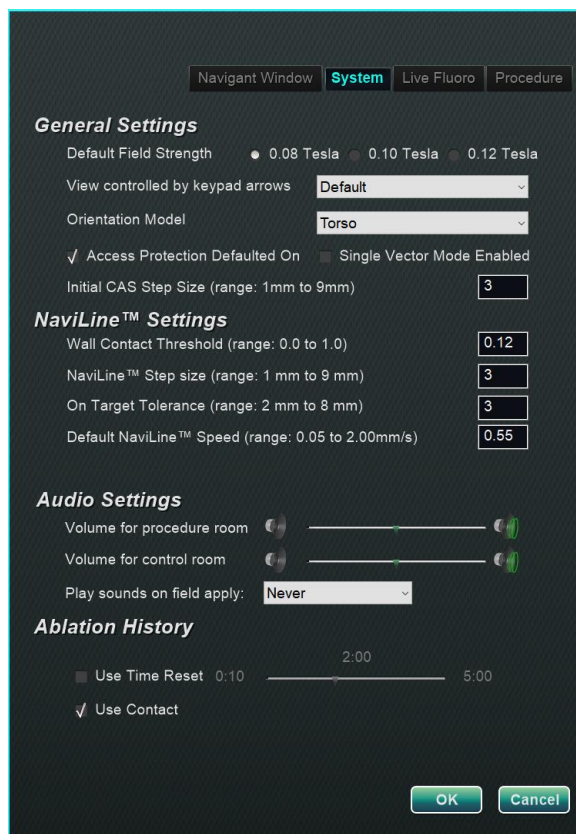 Navigant Window System Live Fluoro Procedure
General Settings
Default Field Strength 0.08 Tesla 0.10 Tesla 0.12 Tesla
View controlled by keypad arrows Default
Orientation Model Torso
Access Protection Defaulted On Single Vector Mode Enabled
Initial CAS Step Size (range: 1mm to 9mm) 3
NaviLine™ Settings
Wall Contact Threshold (range: 0.0 to 1.0) 0.12
NaviLine™ Step size (range: 1 mm to 9 mm) 3
On Target Tolerance (range: 2 mm to 8 mm) 3
Default NaviLine™ Speed (range: 0.05 to 2.00mm/s) 0.55
Audio Settings
Volume for procedure room
Volume for control room
Play sounds on field apply: Never
Ablation History
2:00
Use Time Reset 0:10 5:00
Use Contact
OK Cancel